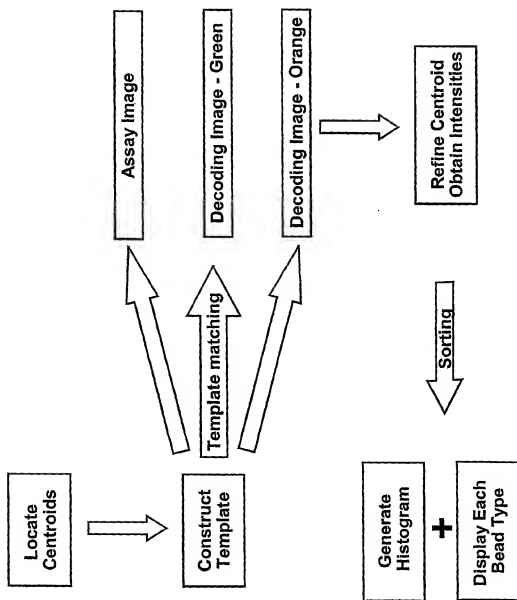 Locate
Centroids
Construct
Template
Template matching
Assay Image
Decoding Image - Green
Decoding Image - Orange
Refine Centroid
Obtain Intensities
Sorting
Generate
Histogram
+
Display Each
Bead Type